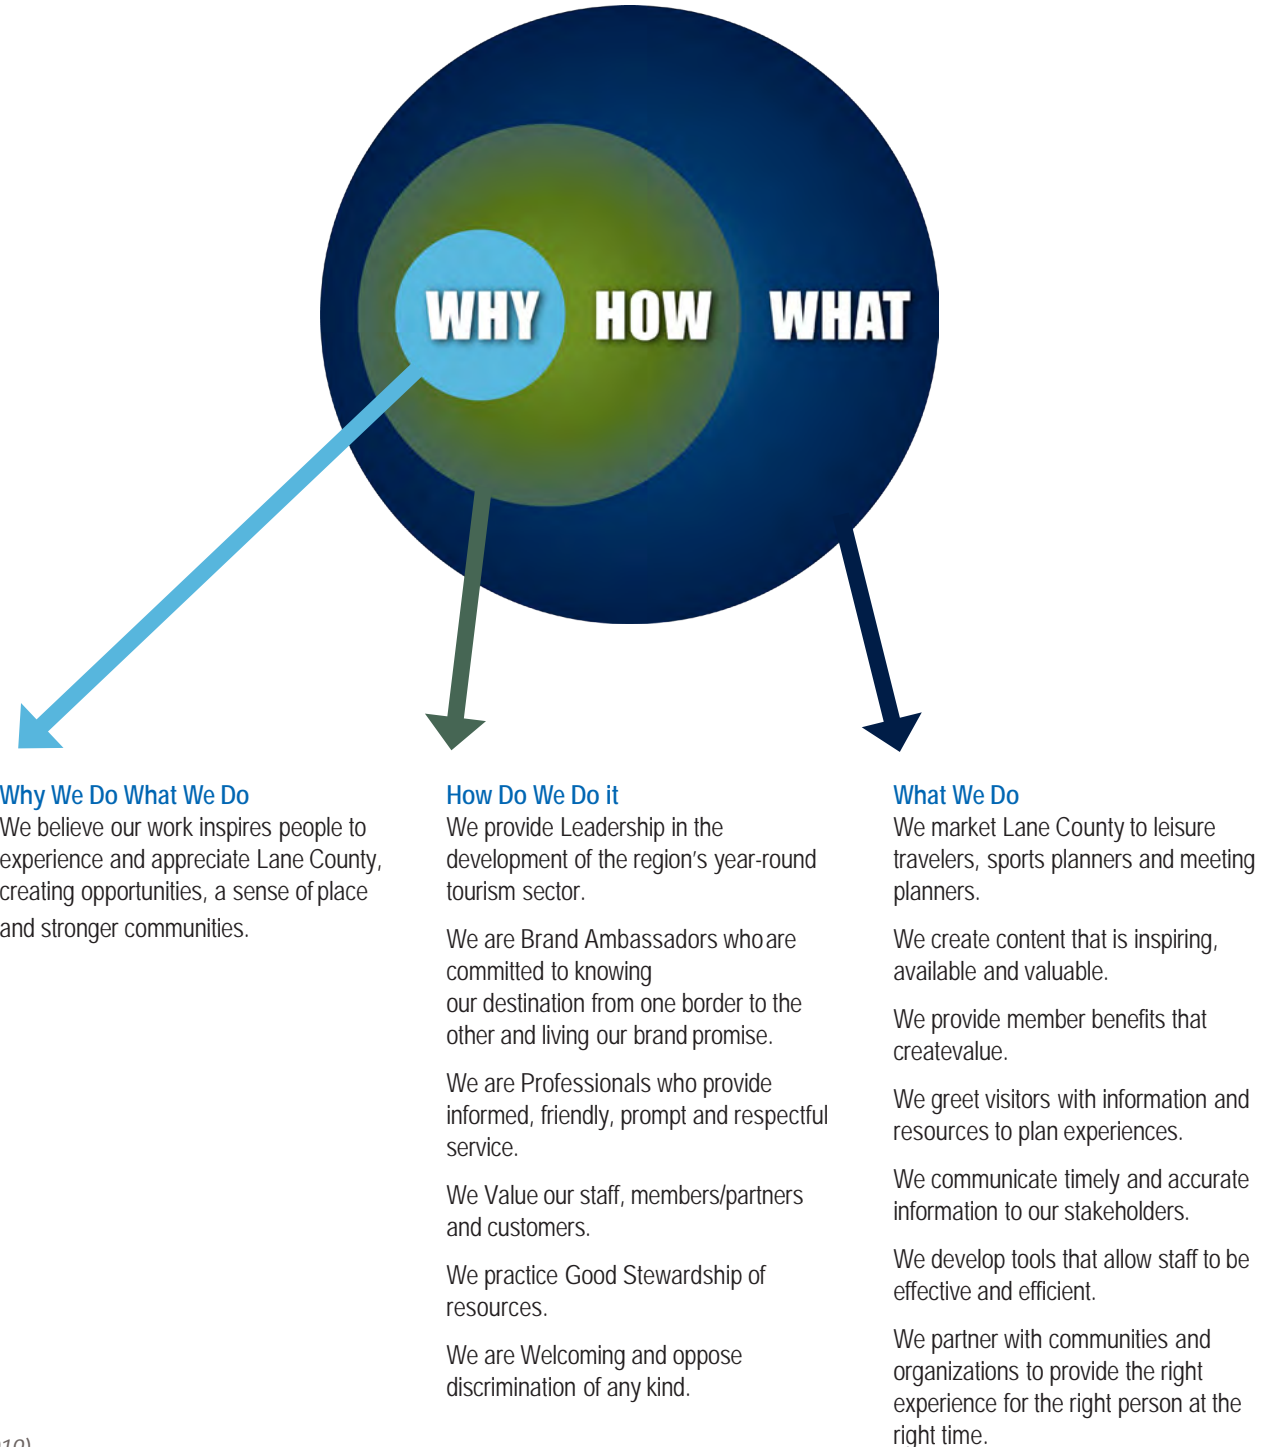 WHY HOW WHAT
Why We Do What We Do
We believe our work inspires people to
experience and appreciate Lane County,
creating opportunities, a sense of place
and stronger communities.
How Do We Do it
We provide Leadership in the
development of the region's year-round
tourism sector.
We are Brand Ambassadors who are
committed to knowing
our destination from one border to the
other and living our brand promise.
We are Professionals who provide
informed, friendly, prompt and respectful
service.
We Value our staff, members/partners
and customers.
We practice Good Stewardship of
resources.
We are Welcoming and oppose
discrimination of any kind.
What We Do
We market Lane County to leisure
travelers, sports planners and meeting
planners.
We create content that is inspiring,
available and valuable.
We provide member benefits that
createvalue.
We greet visitors with information and
resources to plan experiences.
We communicate timely and accurate
information to our stakeholders.
We develop tools that allow staff to be
effective and efficient.
We partner with communities and
organizations to provide the right
experience for the right person at the
right time.